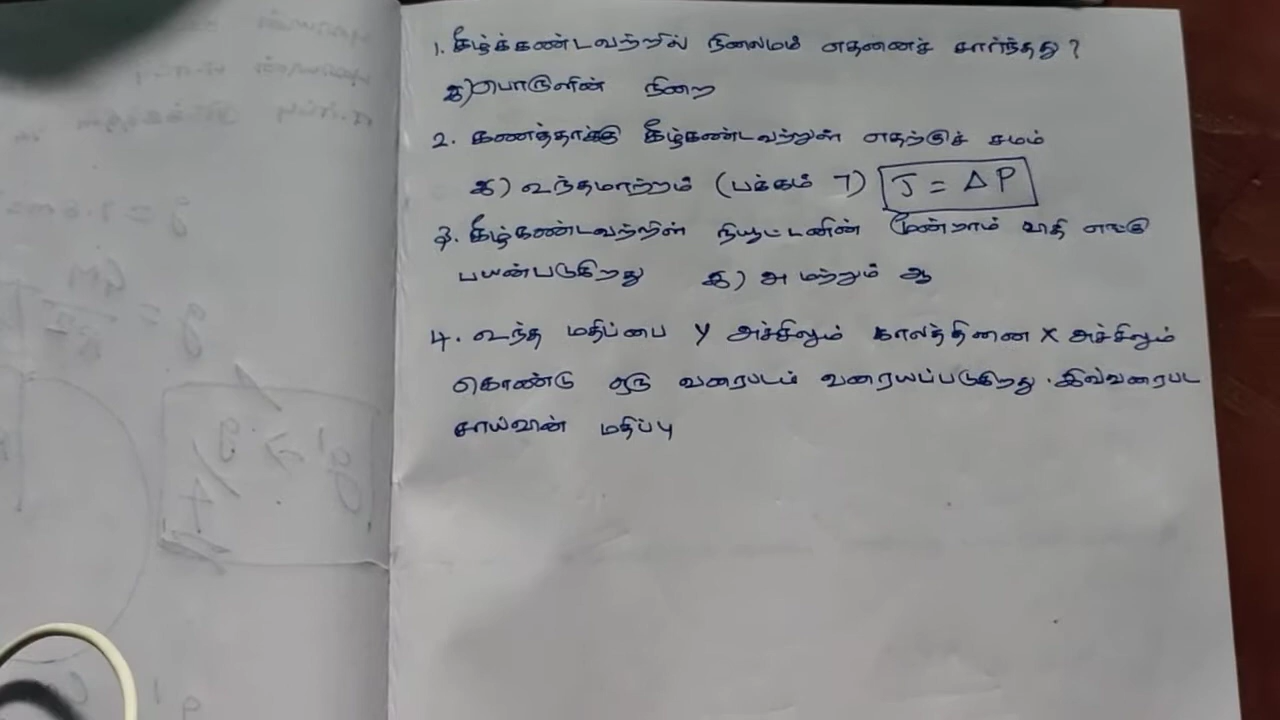 1. கீழ்க்கண்டவற்றில் நிலைமம் எதனைச் சார்ந்தது?
அ) பொருளின் நிறை
2. கணத்தாக்கு கீழ்கண்டவற்றுள் எதற்குச் சமம்
உந்தமாற்றம் (பக்கம் 7) J = ΔP
3. கீழ்கண்டவற்றில் நியூட்டனின் மூன்றாம் விதி எங்கு
பயன்படுகிறது இ) அ மற்றும் ஆ
4. உந்த மதிப்பை y அச்சிலும் காலத்தினை x அச்சிலும்
கொண்டு ஒரு வரைபடம் வரையப்படுகிறது. இவ்வரைபட
சாய்வின் மதிப்பு